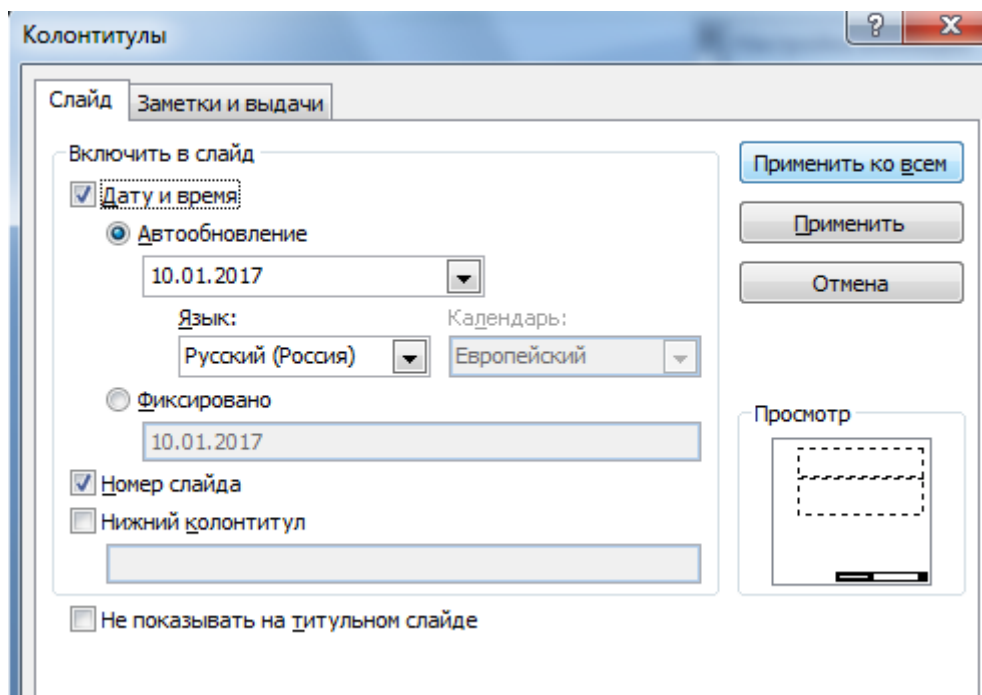 Колонтитулы
Слайд Заметки и выдачи
Включить в слайд
Применить ко всем
Дату и время
Применить
Автообновление
10.01.2017
Отмена
Язык: Календарь:
Русский (Россия) Европейский
Фиксировано
Просмотр
10.01.2017
Номер слайда
Нижний колонтитул
Не показывать на титульном слайде